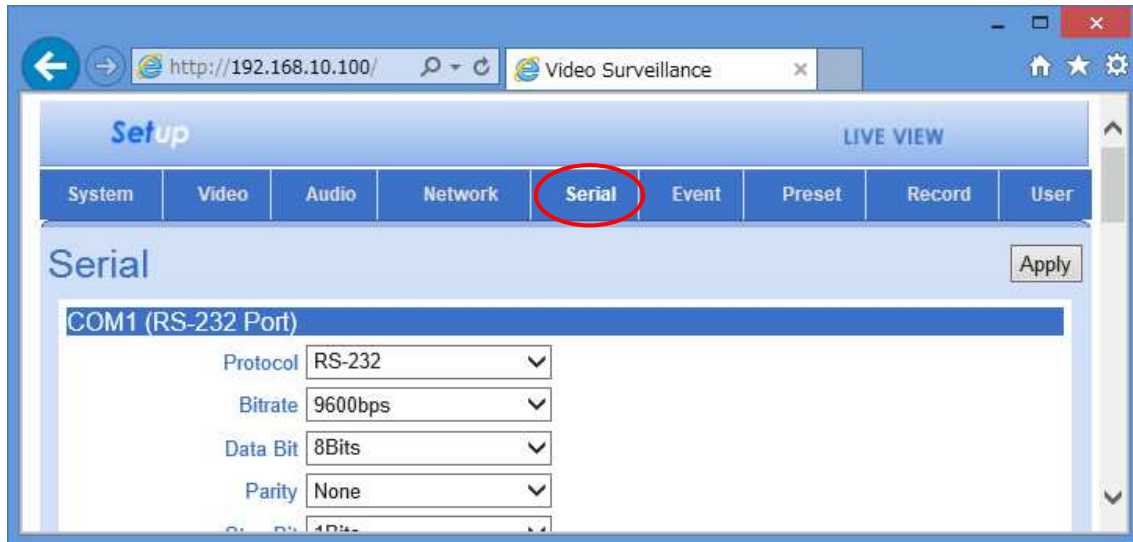 http://192.168.10.100/ Video Surveillance
Setup LIVE VIEW
System Video Audio Network Serial Event Preset Record User
Serial Apply
COM1 (RS-232 Port)
Protocol RS-232
Bitrate 9600bps
Data Bit 8Bits
Parity None